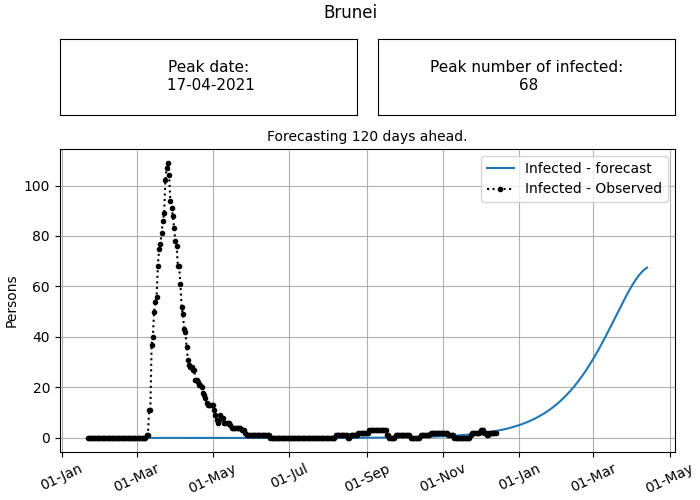 Brunei
Peak date:
17-04-2021
Peak number of infected:
68
Forecasting 120 days ahead.
Infected - forecast
Infected - Observed
Persons
100
80
60
40
20
0
01-Jan
01-Mar
01-May
01-Jul
01-Sep
01-Nov
01-Jan
01-Mar
01-May